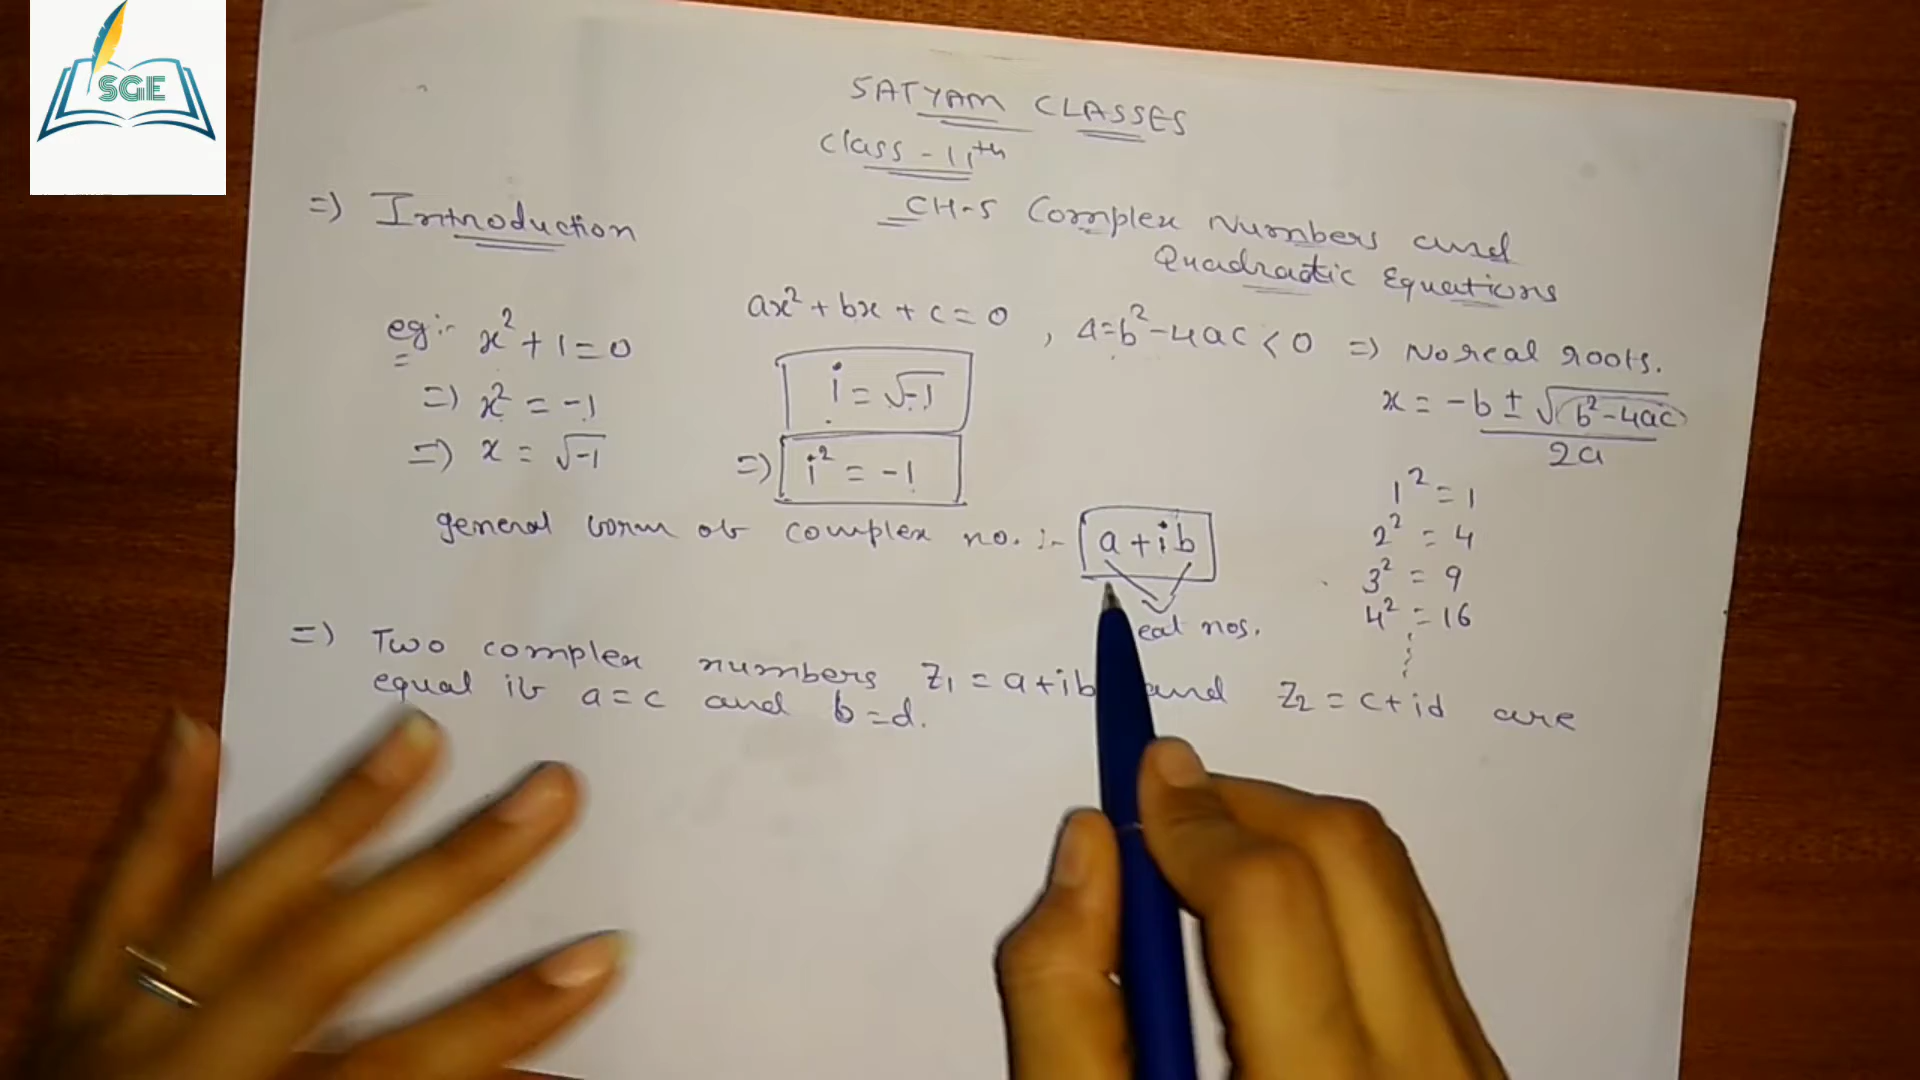 SGE
SATYAM CLASSES
Class - 11th
CH-5 Complex Numbers and
Quadractic Equations
=> Introduction
eg:- x² + 1 = 0
=> x² = -1
=> x = √-1
ax² + bx + c = 0 , Δ = b² - 4ac < 0 => No real roots.
i = √-1
=> i² = -1
x = -b ± √b² - 4ac
2a
1² = 1
2² = 4
3² = 9
4² = 16
general form of complex no. :- a + ib
eal nos.
=> Two complex numbers Z₁ = a + ib and Z₂ = c + id are
equal if a = c and b = d.